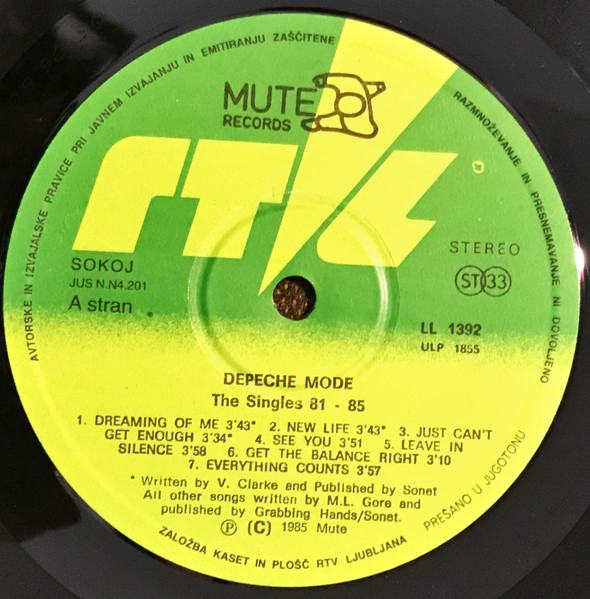 AVTORSKE IN IZVAJALSKE PRAVICE PRI JAVNEM IZVAJANJU IN EMITIRANJU ZAŠČITENE
RAZMNOŽEVANJE IN PRESNEMAVANJE NI DOVOLJENO
MUTE
RECORDS
rtvl
SOKOJ
JUS N.N4.201
A stran
STEREO
ST 33
LL 1392
ULP 1855
DEPECHE MODE
The Singles 81 - 85
1. DREAMING OF ME 3'43* 2. NEW LIFE 3'43* 3. JUST CAN'T
GET ENOUGH 3'34* 4. SEE YOU 3'51 5. LEAVE IN
SILENCE 3'58 6. GET THE BALANCE RIGHT 3'10
7. EVERYTHING COUNTS 3'57
* Written by V. Clarke and Published by Sonet
All other songs written by M.L. Gore and
published by Grabbing Hands/Sonet.
Ⓟ (C) 1985 Mute
ZALOŽBA KASET IN PLOŠČ RTV LJUBLJANA
PREŠANO U JUGOTONU